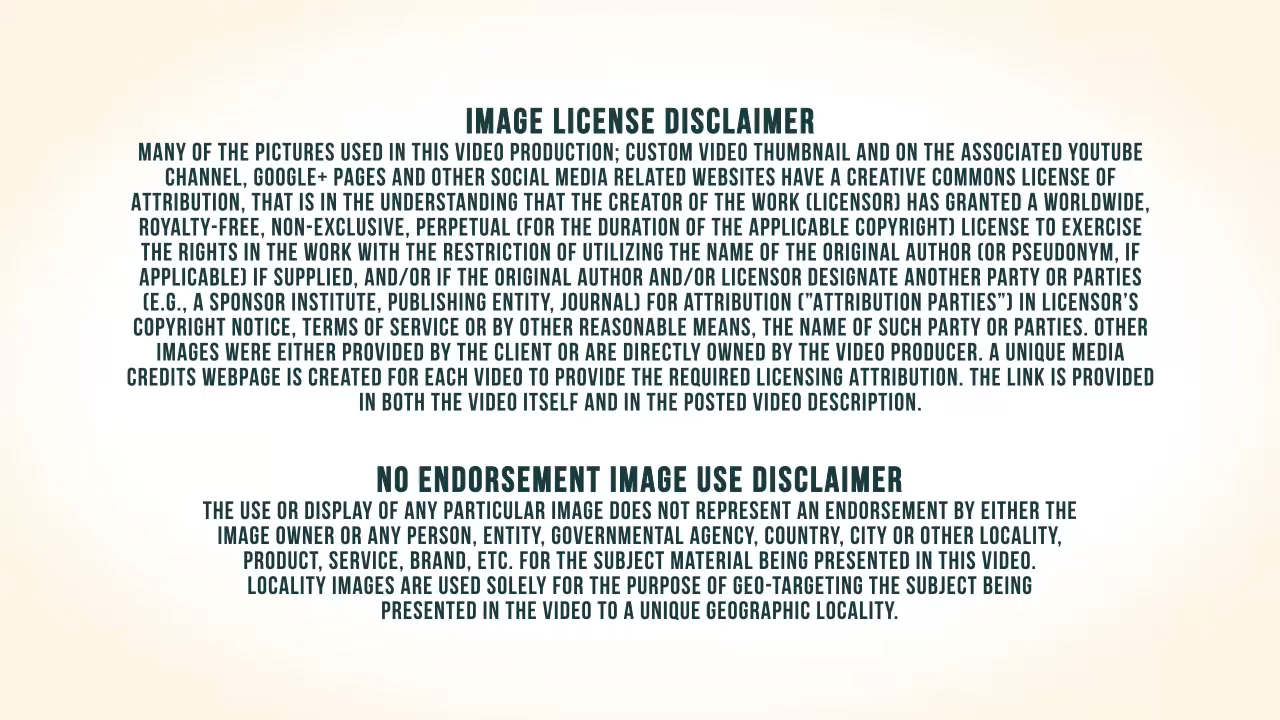 IMAGE LICENSE DISCLAIMER
MANY OF THE PICTURES USED IN THIS VIDEO PRODUCTION; CUSTOM VIDEO THUMBNAIL AND ON THE ASSOCIATED YOUTUBE
CHANNEL, GOOGLE+ PAGES AND OTHER SOCIAL MEDIA RELATED WEBSITES HAVE A CREATIVE COMMONS LICENSE OF
ATTRIBUTION, THAT IS IN THE UNDERSTANDING THAT THE CREATOR OF THE WORK (LICENSOR) HAS GRANTED A WORLDWIDE,
ROYALTY-FREE, NON-EXCLUSIVE, PERPETUAL (FOR THE DURATION OF THE APPLICABLE COPYRIGHT) LICENSE TO EXERCISE
THE RIGHTS IN THE WORK WITH THE RESTRICTION OF UTILIZING THE NAME OF THE ORIGINAL AUTHOR (OR PSEUDONYM, IF
APPLICABLE) IF SUPPLIED, AND/OR IF THE ORIGINAL AUTHOR AND/OR LICENSOR DESIGNATE ANOTHER PARTY OR PARTIES
(E.G., A SPONSOR INSTITUTE, PUBLISHING ENTITY, JOURNAL) FOR ATTRIBUTION ("ATTRIBUTION PARTIES") IN LICENSOR'S
COPYRIGHT NOTICE, TERMS OF SERVICE OR BY OTHER REASONABLE MEANS, THE NAME OF SUCH PARTY OR PARTIES. OTHER
IMAGES WERE EITHER PROVIDED BY THE CLIENT OR ARE DIRECTLY OWNED BY THE VIDEO PRODUCER. A UNIQUE MEDIA
CREDITS WEBPAGE IS CREATED FOR EACH VIDEO TO PROVIDE THE REQUIRED LICENSING ATTRIBUTION. THE LINK IS PROVIDED
IN BOTH THE VIDEO ITSELF AND IN THE POSTED VIDEO DESCRIPTION.
NO ENDORSEMENT IMAGE USE DISCLAIMER
THE USE OR DISPLAY OF ANY PARTICULAR IMAGE DOES NOT REPRESENT AN ENDORSEMENT BY EITHER THE
IMAGE OWNER OR ANY PERSON, ENTITY, GOVERNMENTAL AGENCY, COUNTRY, CITY OR OTHER LOCALITY,
PRODUCT, SERVICE, BRAND, ETC. FOR THE SUBJECT MATERIAL BEING PRESENTED IN THIS VIDEO.
LOCALITY IMAGES ARE USED SOLELY FOR THE PURPOSE OF GEO-TARGETING THE SUBJECT BEING
PRESENTED IN THE VIDEO TO A UNIQUE GEOGRAPHIC LOCALITY.